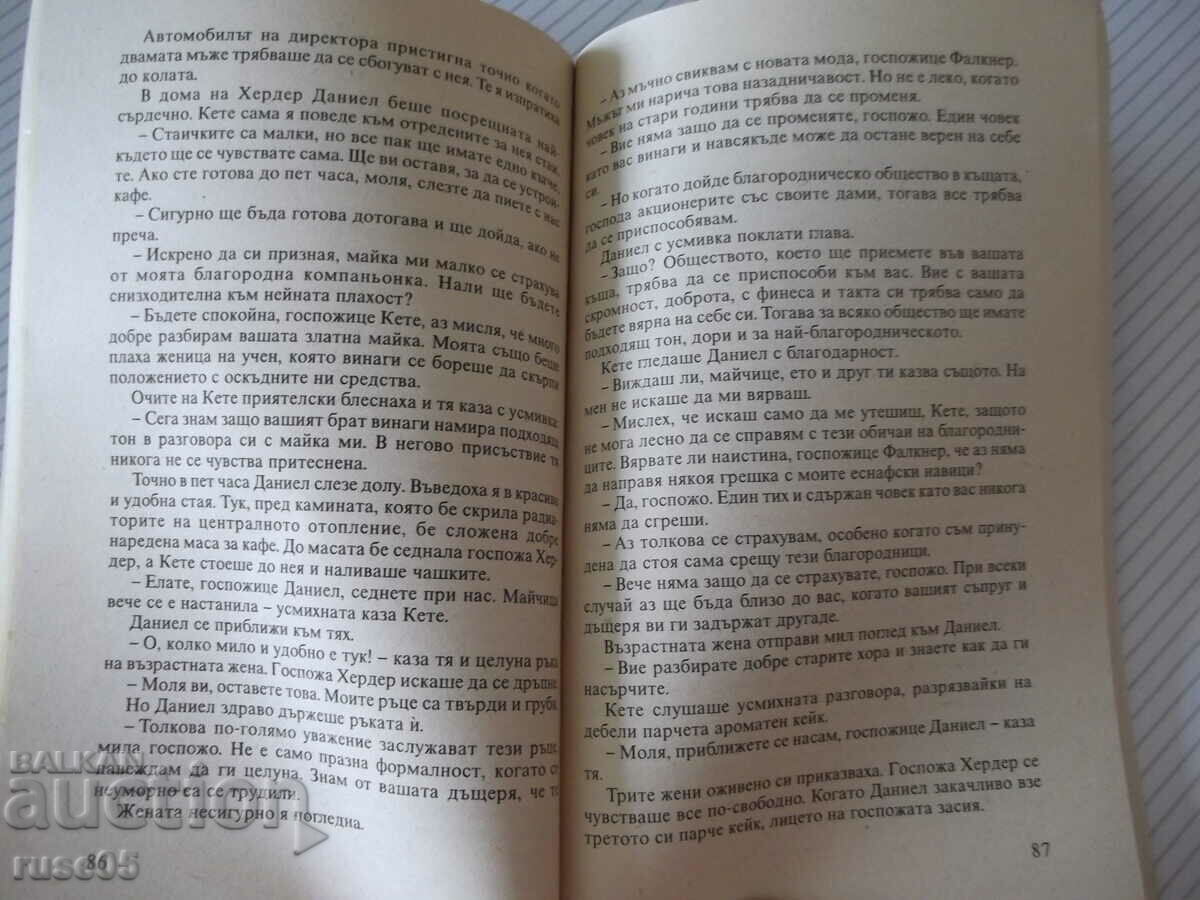 Автомобилът на директора пристигна точно когато
двамата мъже трябваше да се сбогуват с нея. Те я изпратиха
до колата.
В дома на Хердер Даниел беше посрещната най-
сърдечно. Кете сама я поведе към отредените за нея стаи.
– Стаичките са малки, но все пак ще имате едно кътче,
където ще се чувствате сама. Ще ви оставя, за да се устрои-
те. Ако сте готова до пет часа, моля, слезте да пиете с нас
кафе.
– Сигурно ще бъда готова дотогава и ще дойда, ако не
преча.
– Искрено да си призная, майка ми малко се страхува
от моята благородна компаньонка. Нали ще бъдете
снизходителна към нейната плахост?
– Бъдете спокойна, госпожице Кете, аз мисля, че много
добре разбирам вашата златна майка. Моята също беше
плаха женица на учен, която винаги се бореше да скърпи
положението с оскъдните ни средства.
Очите на Кете приятелски блеснаха и тя каза с усмивка:
– Сега знам защо вашият брат винаги намира подходящ
тон в разговора си с майка ми. В негово присъствие тя
никога не се чувства притеснена.
Точно в пет часа Даниел слезе долу. Въведоха я в красива
и удобна стая. Тук, пред камината, която бе скрила радиа-
торите на централното отопление, бе сложена добре
наредена маса за кафе. До масата бе седнала госпожа Хер-
дер, а Кете стоеше до нея и наливаше чашките.
– Елате, госпожице Даниел, седнете при нас. Майчица
вече се е настанила – усмихната каза Кете.
Даниел се приближи към тях.
– О, колко мило и удобно е тук! – каза тя и целуна ръка
на възрастната жена. Госпожа Хердер искаше да се дръпне.
– Моля ви, оставете това. Моите ръце са твърди и груби.
Но Даниел здраво държеше ръката ѝ.
– Толкова по-голямо уважение заслужават тези ръце,
мила госпожо. Не е само празна формалност, когато се
навеждам да ги целуна. Знам от вашата дъщеря, че те
неуморно са се трудили.
Жената несигурно я погледна.
86
– Аз мъчно свиквам с новата мода, госпожице Фалкнер.
Мъжът ми нарича това назадничавост. Но не е леко, когато
човек на стари години трябва да се променя.
– Вие няма защо да се променяте, госпожо. Един човек
като вас винаги и навсякъде може да остане верен на себе
си.
– Но когато дойде благородническо общество в къщата,
господа акционерите със своите дами, тогава все трябва
да се приспособявам.
Даниел с усмивка поклати глава.
– Защо? Обществото, което ще приемете във вашата
къща, трябва да се приспособи към вас. Вие с вашата
скромност, доброта, с финеса и такта си трябва само да
бъдете вярна на себе си. Тогава за всяко общество ще имате
подходящ тон, дори и за най-благородническото.
Кете гледаше Даниел с благодарност.
– Виждаш ли, майчице, ето и друг ти казва същото. На
мен не искаше да ми вярваш.
– Мислех, че искаш само да ме утешиш, Кете, защото
не мога лесно да се справям с тези обичаи на благородни-
ците. Вярвате ли наистина, госпожице Фалкнер, че аз няма
да направя някоя грешка с моите еснафски навици?
– Да, госпожо. Един тих и сдържан човек като вас никога
няма да сгреши.
– Аз толкова се страхувам, особено когато съм прину-
дена да стоя сама срещу тези благородници.
– Вече няма защо да се страхувате, госпожо. При всеки
случай аз ще бъда близо до вас, когато вашият съпруг и
дъщеря ви ги задържат другаде.
Възрастната жена отправи мил поглед към Даниел.
– Вие разбирате добре старите хора и знаете как да ги
насърчите.
Кете слушаше усмихната разговора, разрязвайки на
дебели парчета ароматен кейк.
– Моля, приближете се насам, госпожице Даниел – каза
тя.
Трите жени оживено си приказваха. Госпожа Хердер се
чувстваше все по-свободно. Когато Даниел закачливо взе
третото си парче кейк, лицето на госпожата засия.
87
BALKAN
auction
ruse05